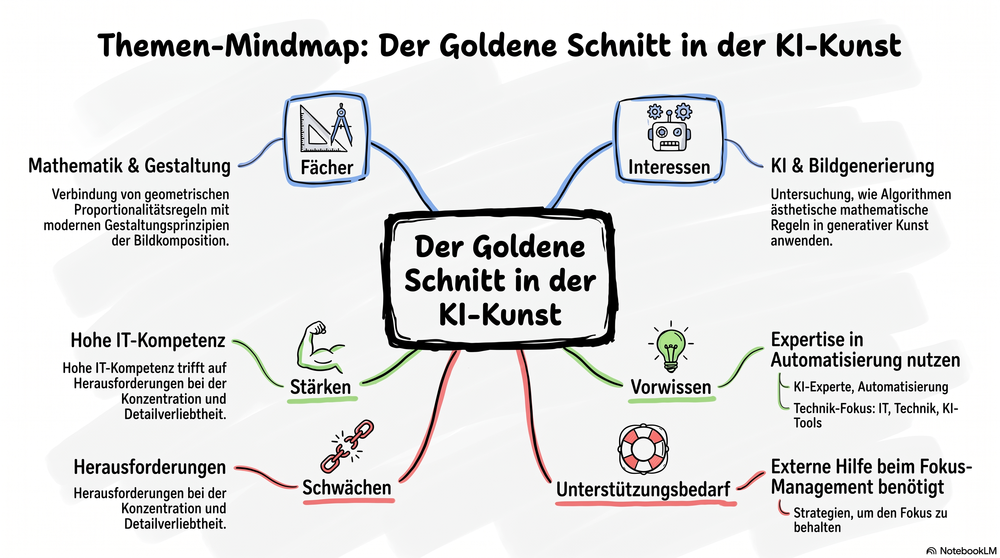 Themen-Mindmap: Der Goldene Schnitt in der KI-Kunst
Fächer
Mathematik & Gestaltung
Verbindung von geometrischen
Proportionalitätsregeln mit
modernen Gestaltungsprinzipien
der Bildkomposition.
Interessen
KI & Bildgenerierung
Untersuchung, wie Algorithmen
ästhetische mathematische
Regeln in generativer Kunst
anwenden.
Der Goldene
Schnitt in der
KI-Kunst
Hohe IT-Kompetenz
Hohe IT-Kompetenz trifft auf
Herausforderungen bei der
Konzentration und
Detailverliebtheit.
Stärken
Vorwissen
Expertise in
Automatisierung nutzen
KI-Experte, Automatisierung
Technik-Fokus: IT, Technik, KI-
Tools
Herausforderungen
Herausforderungen bei der
Konzentration und
Detailverliebtheit.
Schwächen
Unterstützungsbedarf
Externe Hilfe beim Fokus-
Management benötigt
Strategien, um den Fokus zu
behalten
NotebookLM